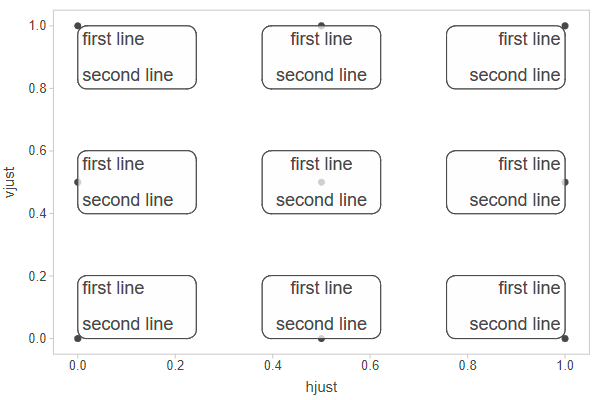 1.0
first line first line first line
second line second line second line
0.8
0.6
first line first line first line
second line second line second line
0.4
vjust
0.2
first line first line first line
second line second line second line
0.0
0.0 0.2 0.4 0.6 0.8 1.0
hjust